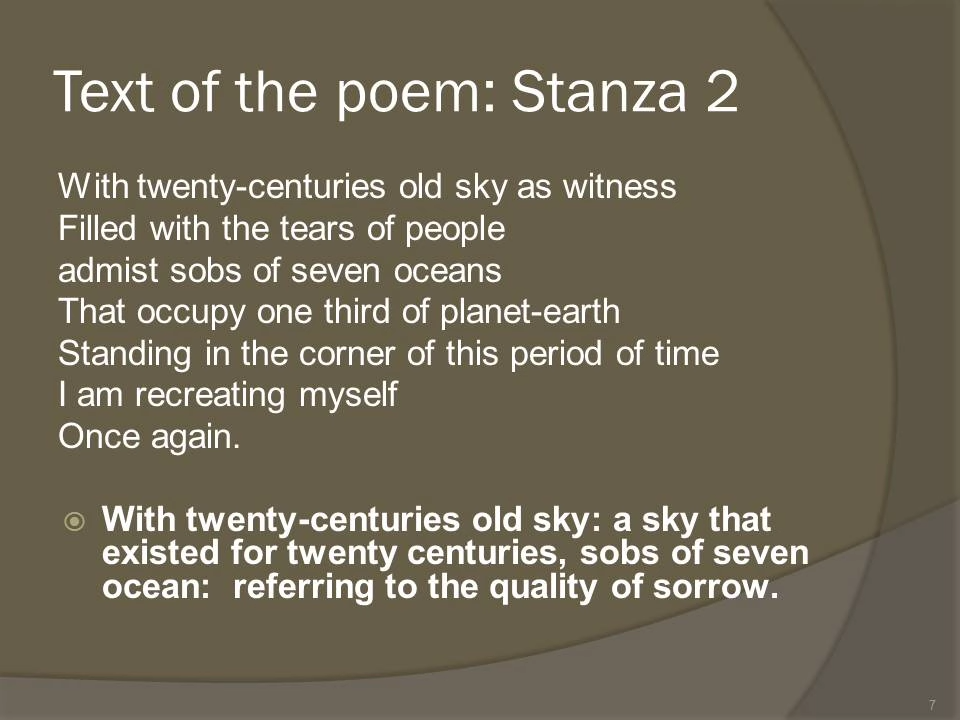 Text of the poem: Stanza 2
With twenty-centuries old sky as witness
Filled with the tears of people
admist sobs of seven oceans
That occupy one third of planet-earth
Standing in the corner of this period of time
I am recreating myself
Once again.
With twenty-centuries old sky: a sky that
existed for twenty centuries, sobs of seven
ocean: referring to the quality of sorrow.
7